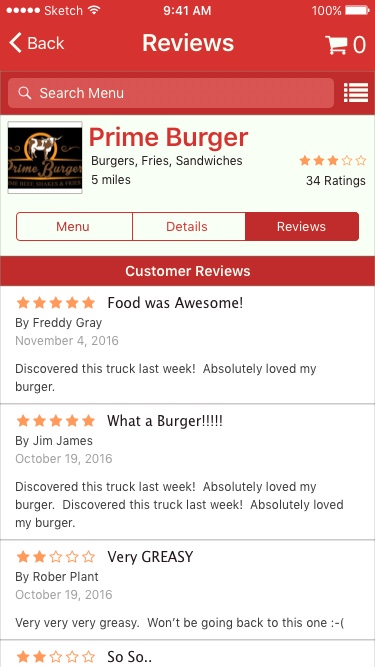 Sketch 9:41 AM 100%
Back Reviews 0
Search Menu
Prime Burger
Prime Burger
Burgers, Fries, Sandwiches
5 miles 34 Ratings
Menu Details Reviews
Customer Reviews
Food was Awesome!
By Freddy Gray
November 4, 2016
Discovered this truck last week!  Absolutely loved my
burger.
What a Burger!!!!!
By Jim James
October 19, 2016
Discovered this truck last week!  Absolutely loved my
burger.  Discovered this truck last week!  Absolutely loved
my burger.
Very GREASY
By Rober Plant
October 19, 2016
Very very very greasy.  Won’t be going back to this one :-(
So So..